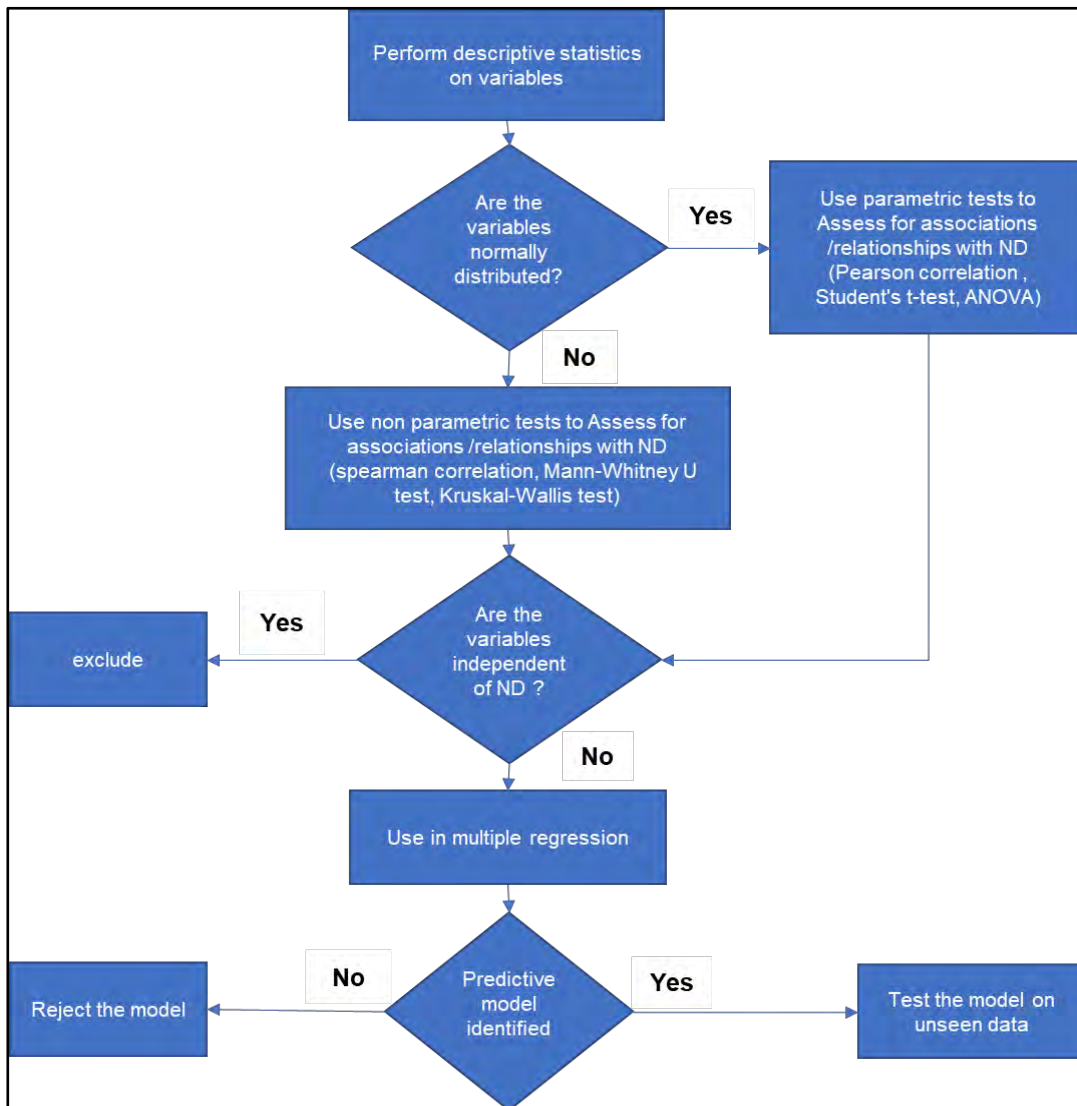 Perform descriptive statistics
on variables
Are the
variables
normally
distributed?
Yes
Use parametric tests to
Assess for associations
/relationships with ND
(Pearson correlation ,
Student's t-test, ANOVA)
No
Use non parametric tests to Assess for
associations /relationships with ND
(spearman correlation, Mann-Whitney U
test, Kruskal-Wallis test)
Are the
variables
independent
of ND ?
Yes
exclude
No
Use in multiple regression
Predictive
model
identified
No
Reject the model
Yes
Test the model on
unseen data